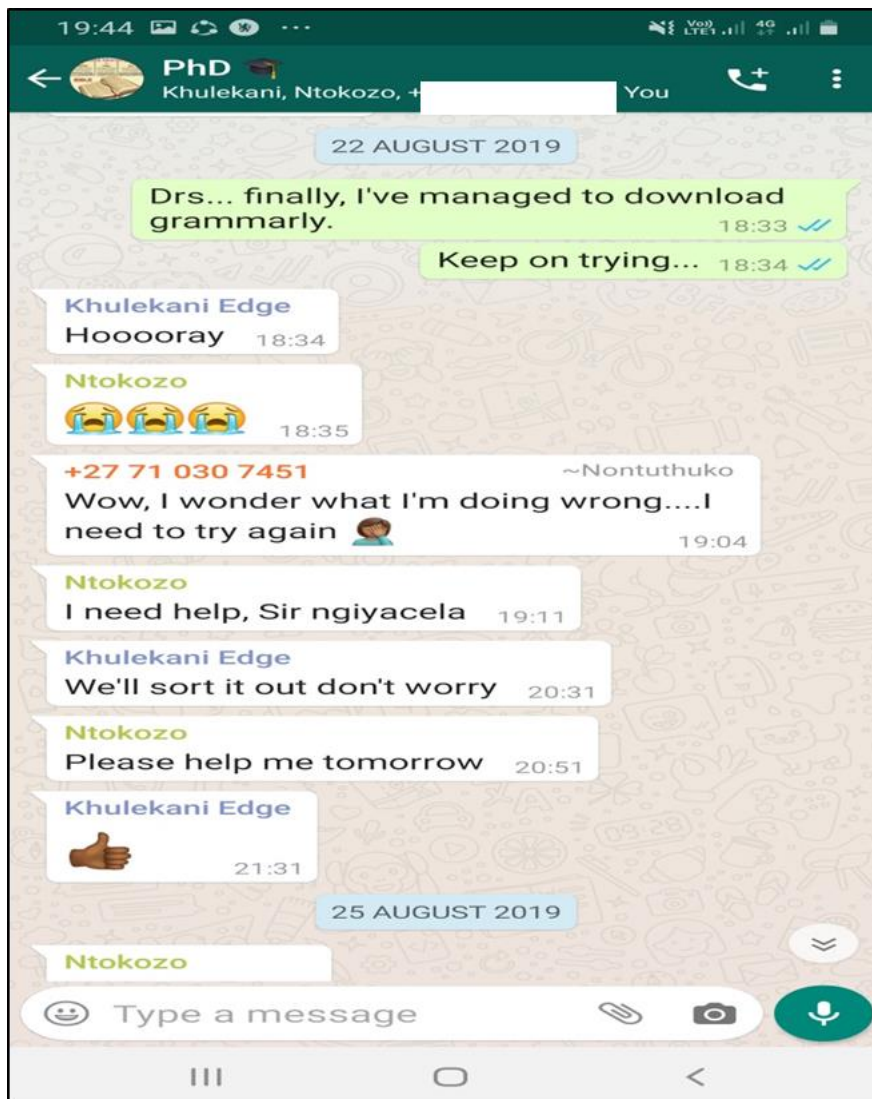 19:44
VoLTE1 4G
PhD 🎓
Khulekani, Ntokozo, + You
22 AUGUST 2019
Drs... finally, I've managed to download
grammarly. 18:33
Keep on trying... 18:34
Khulekani Edge
Hooooray 18:34
Ntokozo
😭😭😭 18:35
+27 71 030 7451 ~Nontuthuko
Wow, I wonder what I'm doing wrong....I
need to try again 🤦🏾‍♀️ 19:04
Ntokozo
I need help, Sir ngiyacela 19:11
Khulekani Edge
We'll sort it out don't worry 20:31
Ntokozo
Please help me tomorrow 20:51
Khulekani Edge
👍🏾 21:31
25 AUGUST 2019
Ntokozo
Type a message